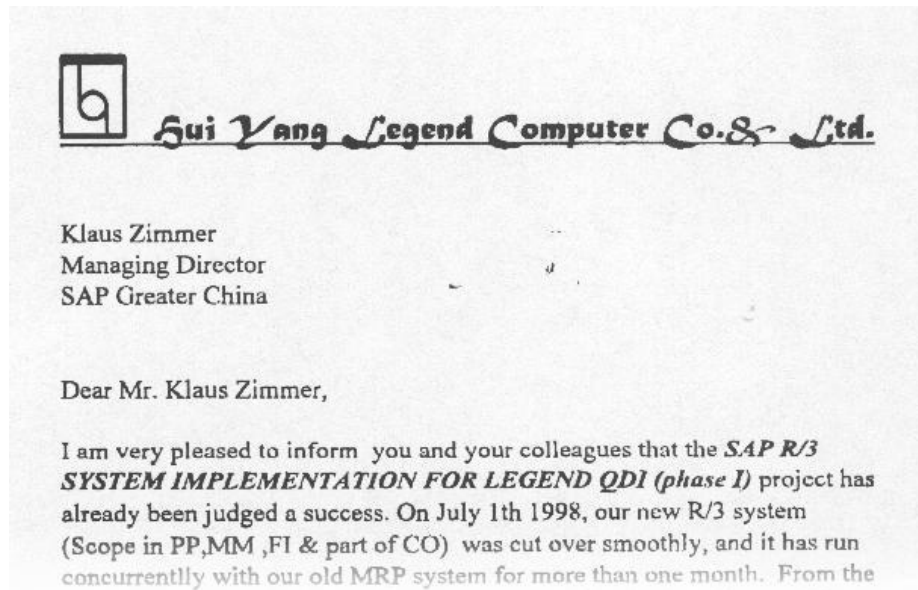 Hui Yang Legend Computer Co.& Ltd.
Klaus Zimmer
Managing Director
SAP Greater China
Dear Mr. Klaus Zimmer,
I am very pleased to inform you and your colleagues that the SAP R/3
SYSTEM IMPLEMENTATION FOR LEGEND QDI (phase I) project has
already been judged a success. On July 1th 1998, our new R/3 system
(Scope in PP,MM ,FI & part of CO) was cut over smoothly, and it has run
concurrentlly with our old MRP system for more than one month. From the